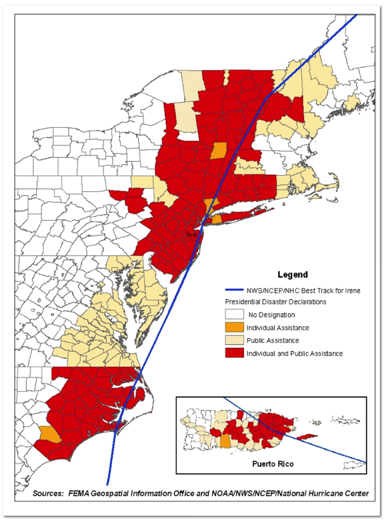 Legend
NWS/NCEP/NHC Best Track for Irene
Presidential Disaster Declarations
No Designation
Individual Assistance
Public Assistance
Individual and Public Assistance
Puerto Rico
Sources: FEMA Geospatial Information Office and NOAA/NWS/NCEP/National Hurricane Center